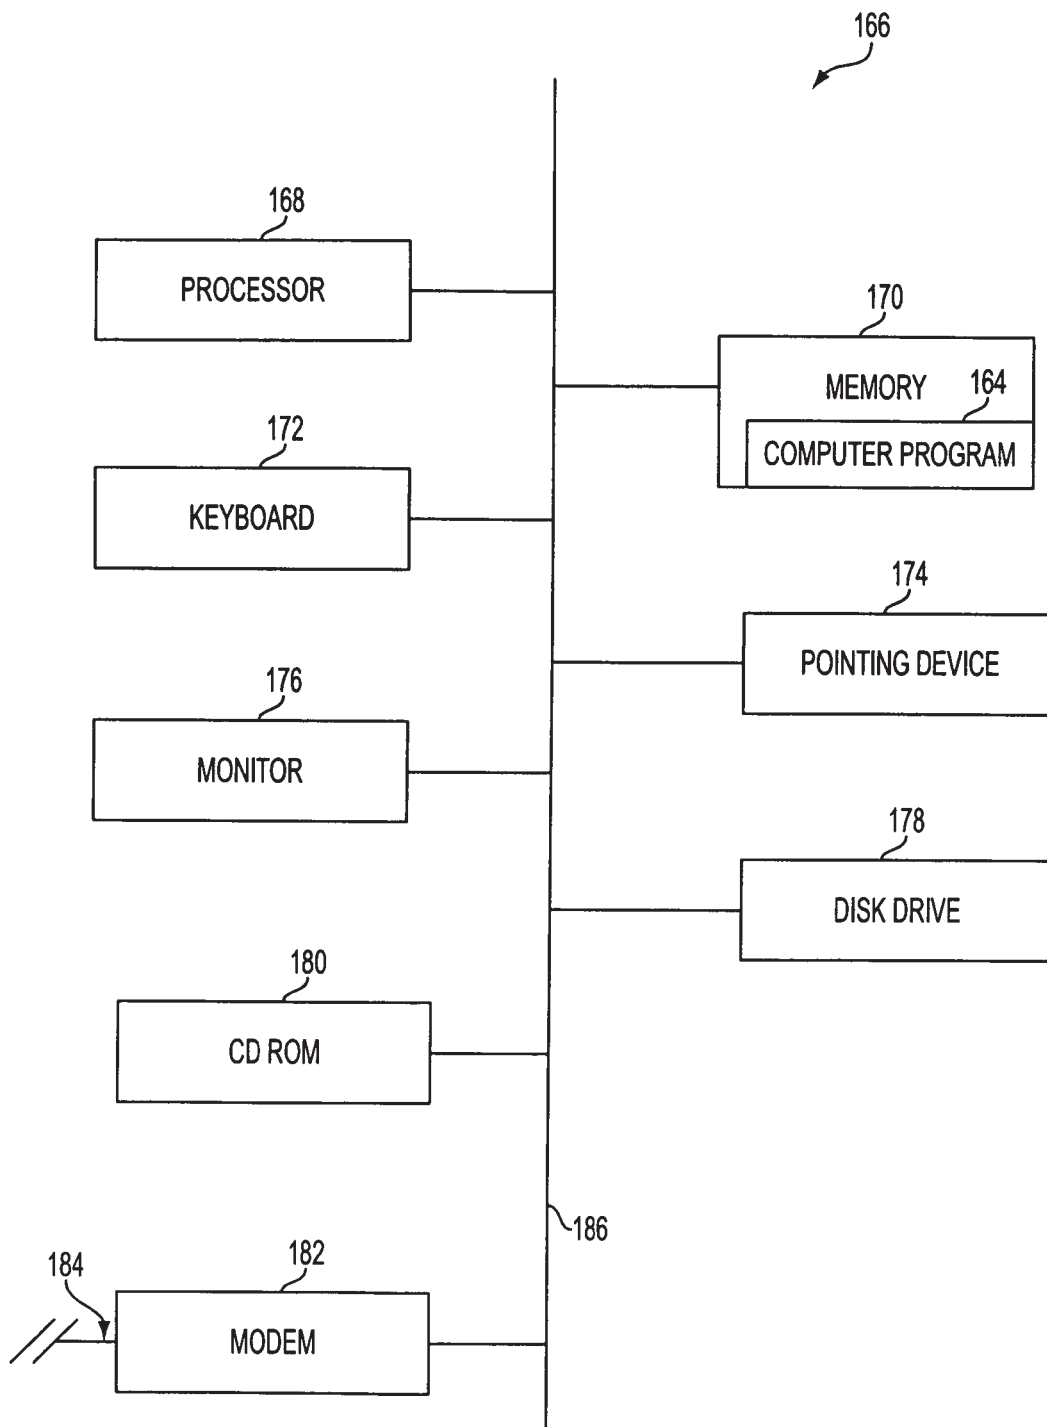 166
168
PROCESSOR
170
MEMORY
164
COMPUTER PROGRAM
172
KEYBOARD
174
POINTING DEVICE
176
MONITOR
178
DISK DRIVE
180
CD ROM
186
184
182
MODEM